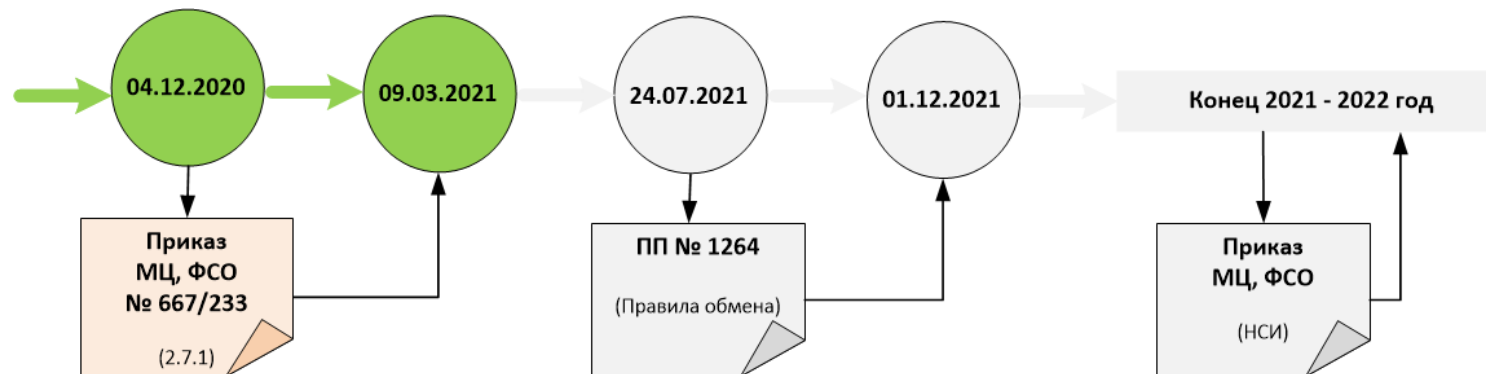 04.12.2020
09.03.2021
24.07.2021
01.12.2021
Конец 2021 - 2022 год
Приказ
МЦ, ФСО
№ 667/233
(2.7.1)
ПП № 1264
(Правила обмена)
Приказ
МЦ, ФСО
(НСИ)